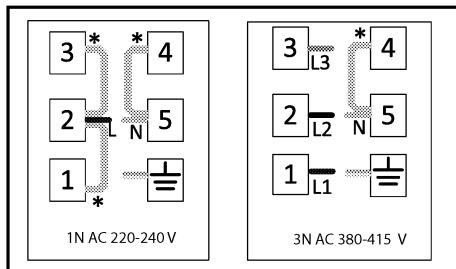 3 * * 4
2 L N 5
1 *
1N AC 220-240 V
3 L3 * 4
2 L2 N 5
1 L1
3N AC 380-415 V